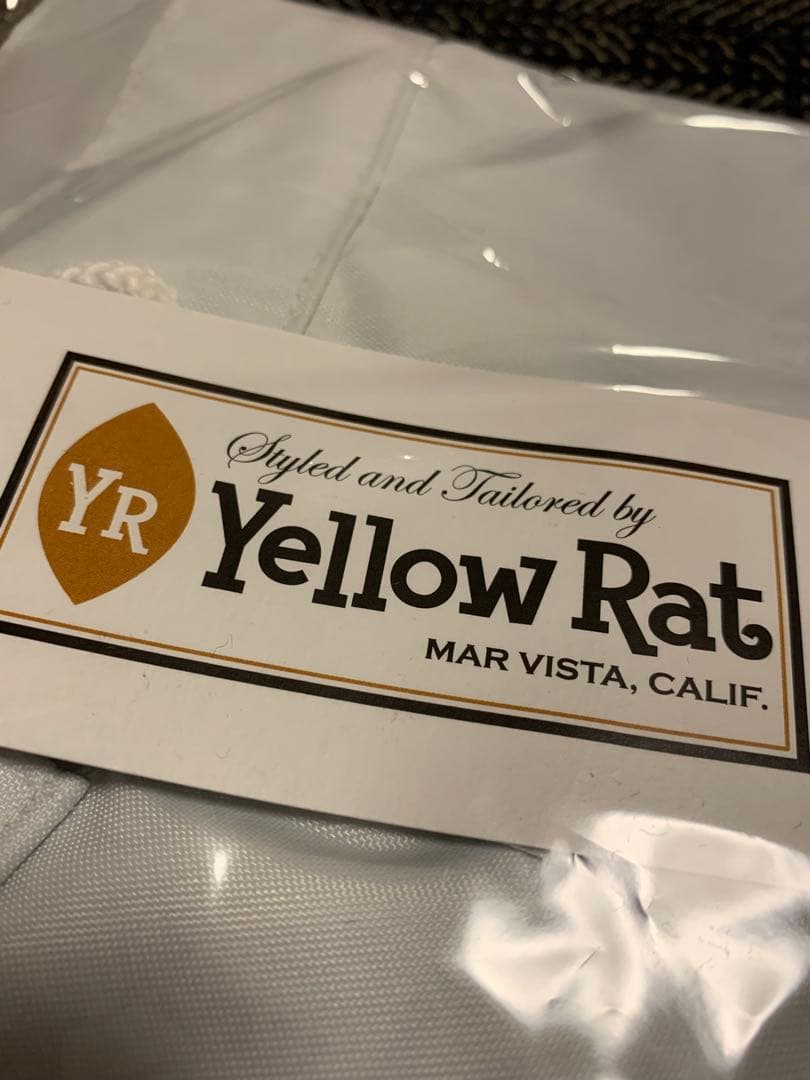 YR
Styled and Tailored by
Yellow Rat
MAR VISTA, CALIF.